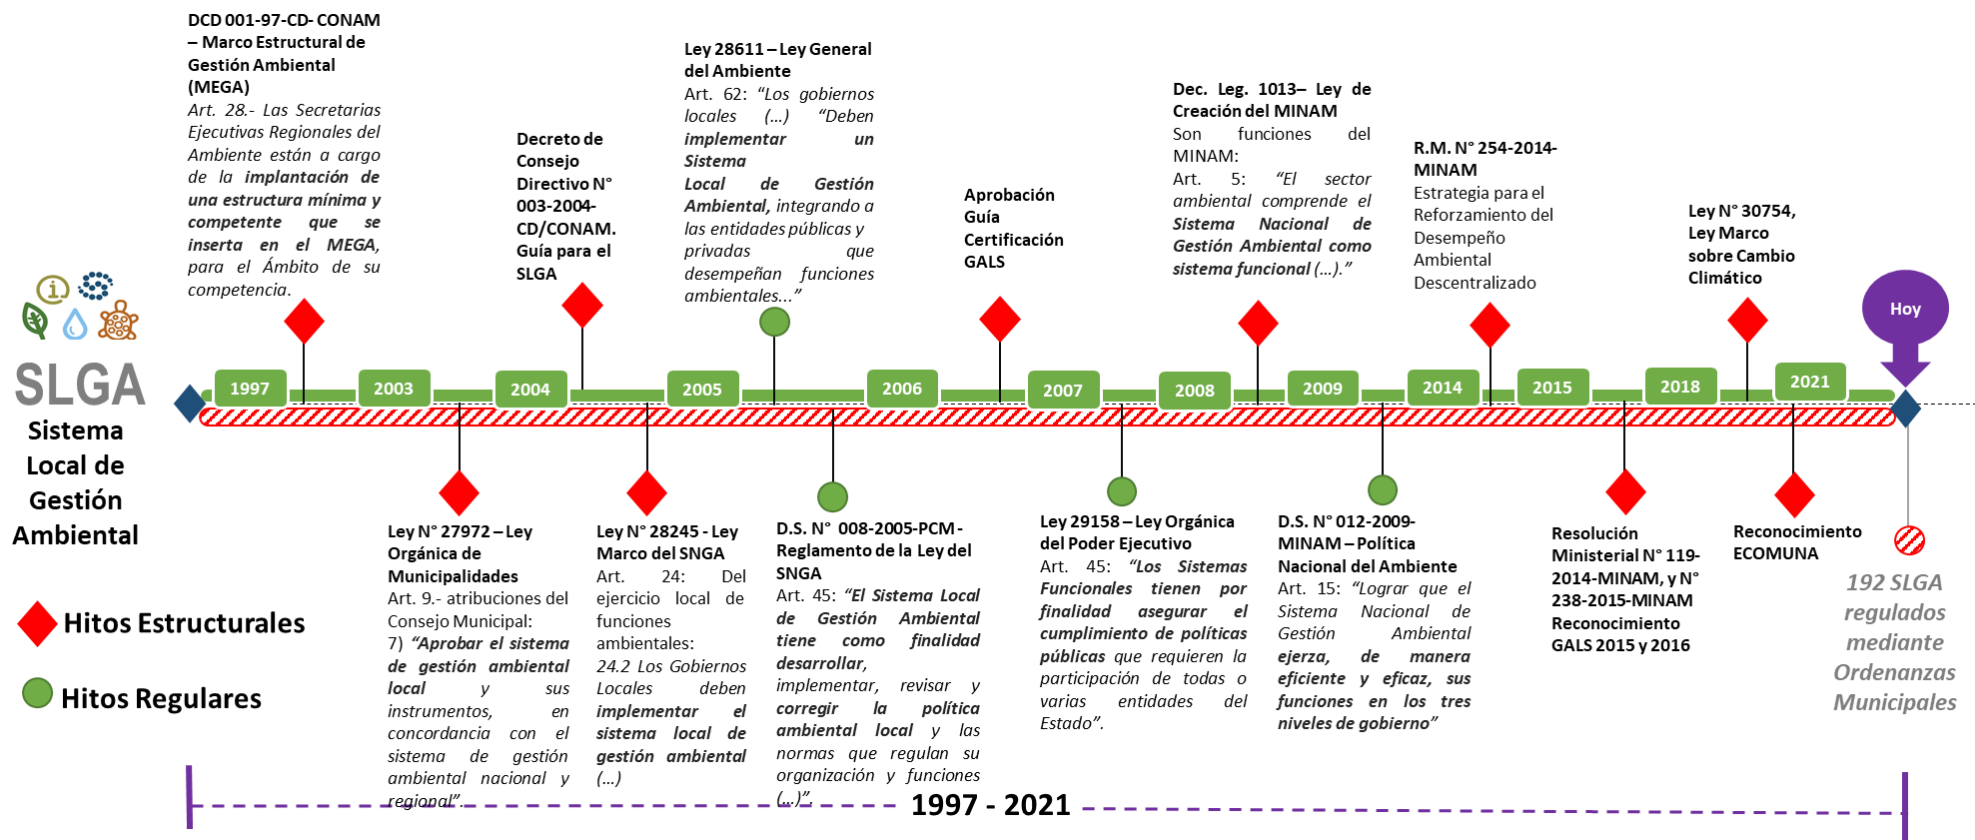 DCD 001-97-CD- CONAM
– Marco Estructural de
Gestión Ambiental
(MEGA)
Art. 28.- Las Secretarias
Ejecutivas Regionales del
Ambiente están a cargo
de la implantación de
una estructura mínima y
competente que se
inserta en el MEGA,
para el Ámbito de su
competencia.
Decreto de
Consejo
Directivo N°
003-2004-
CD/CONAM.
Guía para el
SLGA
Ley 28611 – Ley General
del Ambiente
Art. 62: “Los gobiernos
locales (…) “Deben
implementar un
Sistema
Local de Gestión
Ambiental, integrando a
las entidades públicas y
privadas que
desempeñan funciones
ambientales...”
Aprobación
Guía
Certificación
GALS
Dec. Leg. 1013– Ley de
Creación del MINAM
Son funciones del
MINAM:
Art. 5: “El sector
ambiental comprende el
Sistema Nacional de
Gestión Ambiental como
sistema funcional (…).”
R.M. N° 254-2014-
MINAM
Estrategia para el
Reforzamiento del
Desempeño
Ambiental
Descentralizado
Ley N° 30754,
Ley Marco
sobre Cambio
Climático
Hoy
SLGA
Sistema
Local de
Gestión
Ambiental
1997
2003
2004
2005
2006
2007
2008
2009
2014
2015
2018
2021
Hitos Estructurales
Hitos Regulares
Ley N° 27972 – Ley
Orgánica de
Municipalidades
Art. 9.- atribuciones del
Consejo Municipal:
7) “Aprobar el sistema
de gestión ambiental
local y sus
instrumentos, en
concordancia con el
sistema de gestión
ambiental nacional y
regional”.
Ley N° 28245 - Ley
Marco del SNGA
Art. 24: Del
ejercicio local de
funciones
ambientales:
24.2 Los Gobiernos
Locales deben
implementar el
sistema local de
gestión ambiental
(…)
D.S. N° 008-2005-PCM -
Reglamento de la Ley del
SNGA
Art. 45: “El Sistema Local
de Gestión Ambiental
tiene como finalidad
desarrollar,
implementar, revisar y
corregir la política
ambiental local y las
normas que regulan su
organización y funciones
(…)”.
Ley 29158 – Ley Orgánica
del Poder Ejecutivo
Art. 45: “Los Sistemas
Funcionales tienen por
finalidad asegurar el
cumplimiento de políticas
públicas que requieren la
participación de todas o
varias entidades del
Estado”.
D.S. N° 012-2009-
MINAM – Política
Nacional del Ambiente
Art. 15: “Lograr que el
Sistema Nacional de
Gestión Ambiental
ejerza, de manera
eficiente y eficaz, sus
funciones en los tres
niveles de gobierno”
Resolución
Ministerial N° 119-
2014-MINAM, y N°
238-2015-MINAM
Reconocimiento
GALS 2015 y 2016
Reconocimiento
ECOMUNA
192 SLGA
regulados
mediante
Ordenanzas
Municipales
1997 - 2021